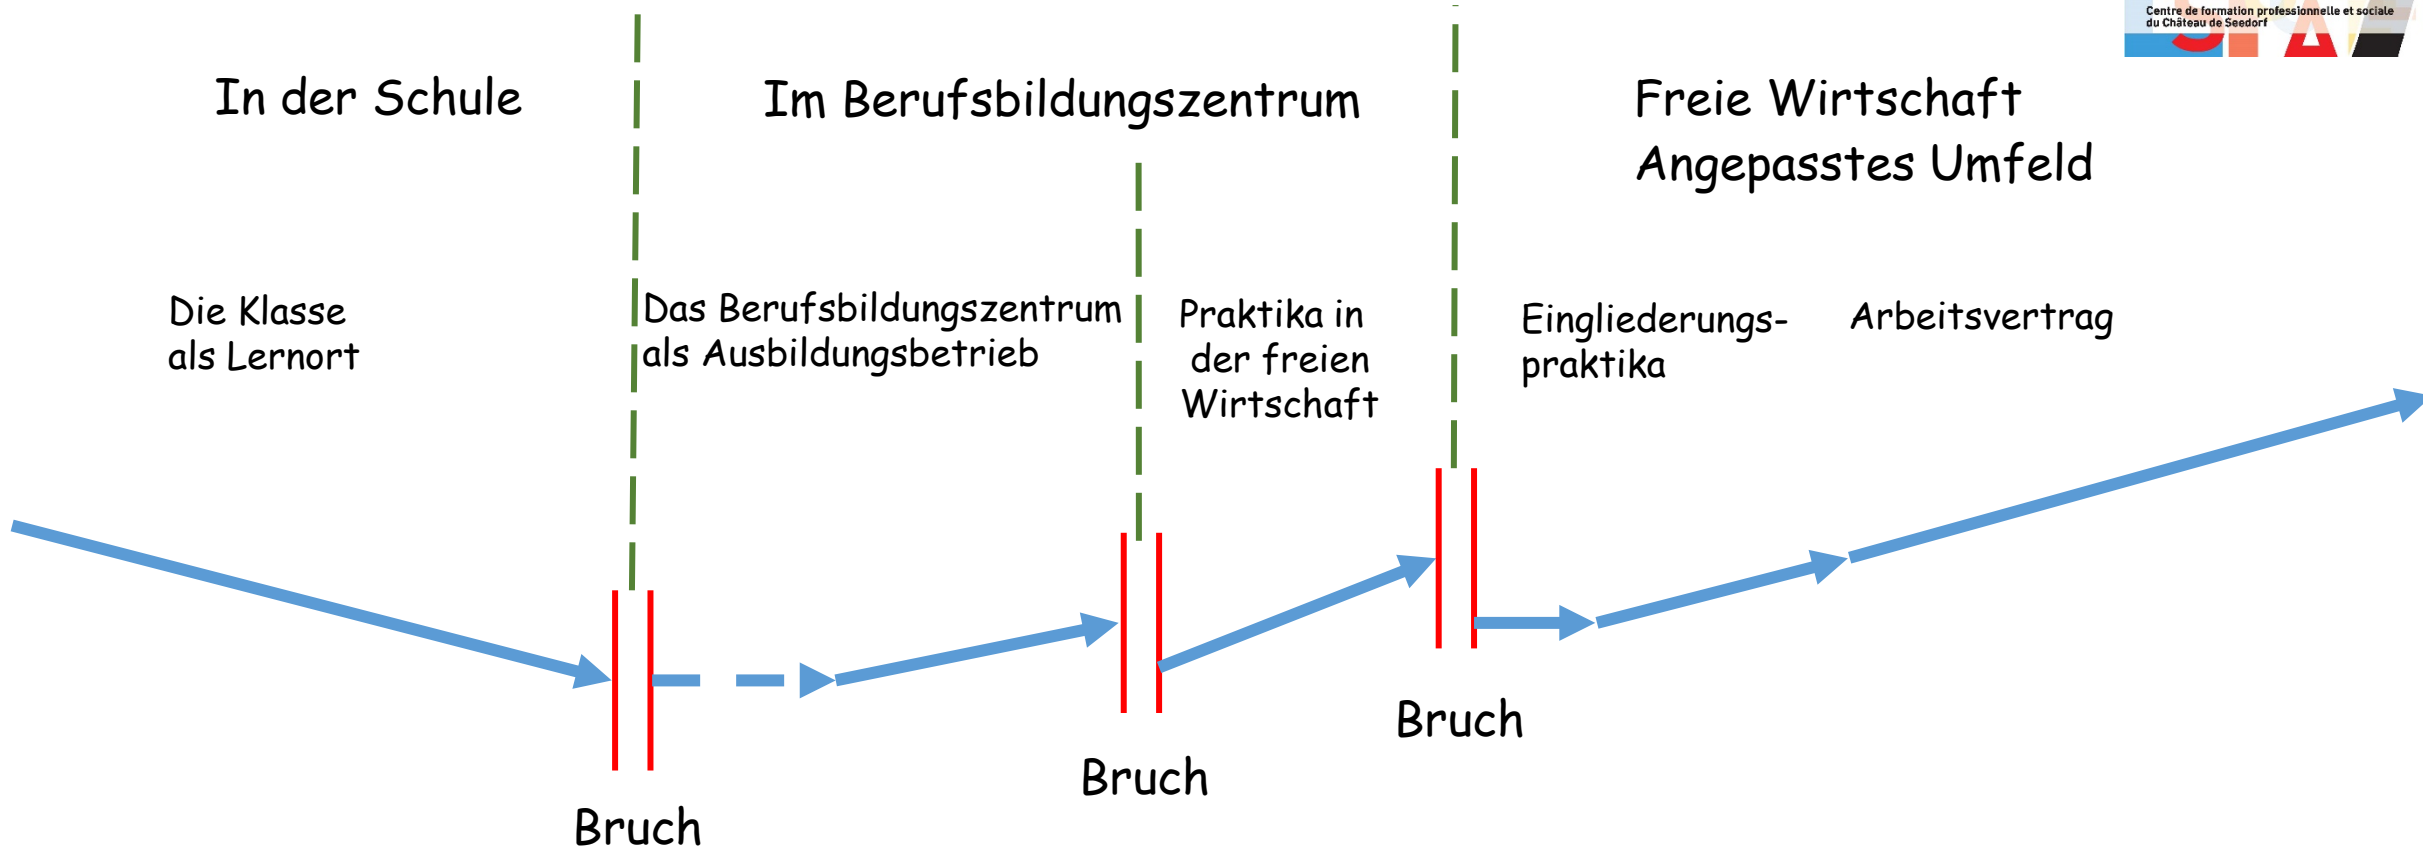 Centre de formation professionnelle et sociale
du Château de Seedorf
In der Schule
Im Berufsbildungszentrum
Freie Wirtschaft
Angepasstes Umfeld
Die Klasse
als Lernort
Das Berufsbildungszentrum
als Ausbildungsbetrieb
Praktika in
der freien
Wirtschaft
Eingliederungs-
praktika
Arbeitsvertrag
Bruch
Bruch
Bruch